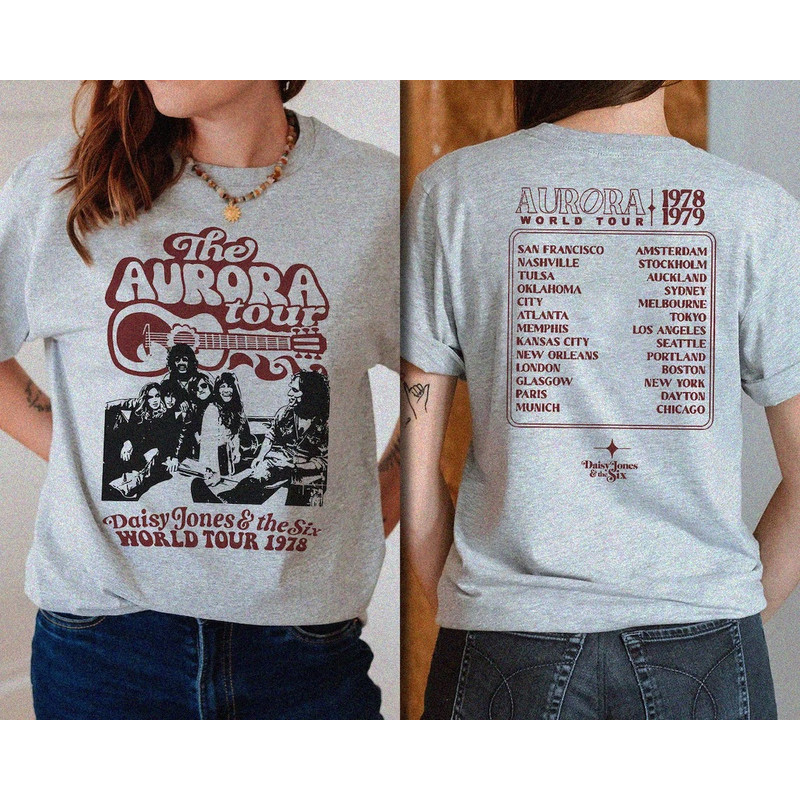 The
AURORA
tour
Daisy Jones & the Six
WORLD TOUR 1978
AURORA 1978
WORLD TOUR 1979
SAN FRANCISCO AMSTERDAM
NASHVILLE STOCKHOLM
TULSA AUCKLAND
OKLAHOMA SYDNEY
CITY MELBOURNE
ATLANTA TOKYO
MEMPHIS LOS ANGELES
KANSAS CITY SEATTLE
NEW ORLEANS PORTLAND
LONDON BOSTON
GLASGOW NEW YORK
PARIS DAYTON
MUNICH CHICAGO
Daisy Jones
& the Six